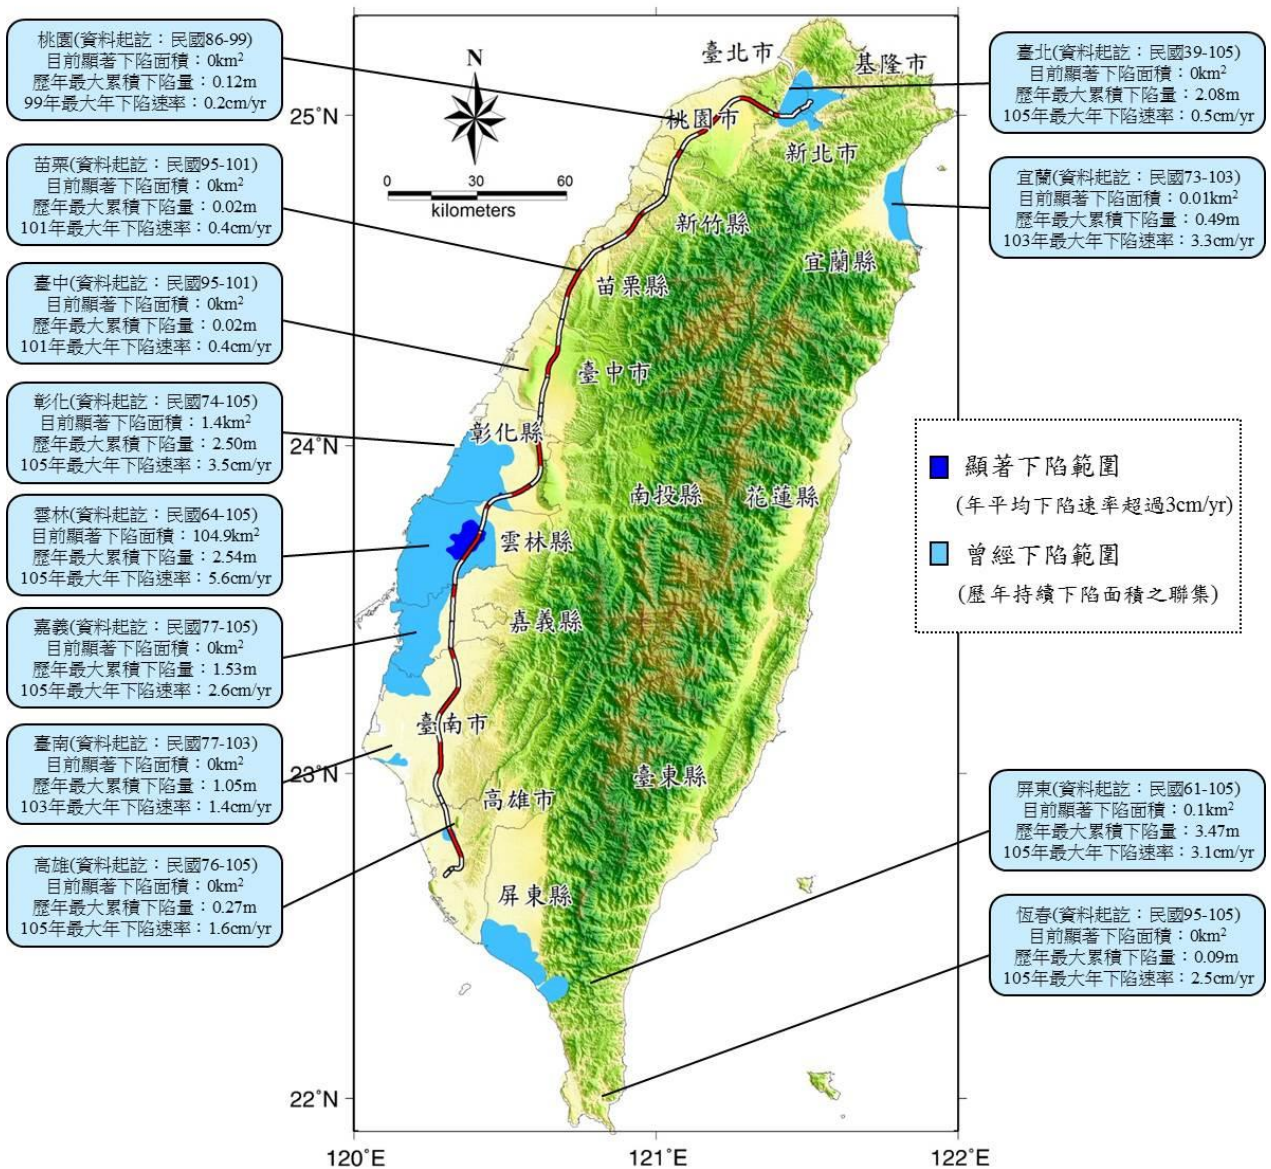 桃園(資料起訖：民國86-99)
目前顯著下陷面積：0km²
歷年最大累積下陷量：0.12m
99年最大年下陷速率：0.2cm/yr
苗栗(資料起訖：民國95-101)
目前顯著下陷面積：0km²
歷年最大累積下陷量：0.02m
101年最大年下陷速率：0.4cm/yr
臺中(資料起訖：民國95-101)
目前顯著下陷面積：0km²
歷年最大累積下陷量：0.02m
101年最大年下陷速率：0.4cm/yr
彰化(資料起訖：民國74-105)
目前顯著下陷面積：1.4km²
歷年最大累積下陷量：2.50m
105年最大年下陷速率：3.5cm/yr
雲林(資料起訖：民國64-105)
目前顯著下陷面積：104.9km²
歷年最大累積下陷量：2.54m
105年最大年下陷速率：5.6cm/yr
嘉義(資料起訖：民國77-105)
目前顯著下陷面積：0km²
歷年最大累積下陷量：1.53m
105年最大年下陷速率：2.6cm/yr
臺南(資料起訖：民國77-103)
目前顯著下陷面積：0km²
歷年最大累積下陷量：1.05m
103年最大年下陷速率：1.4cm/yr
高雄(資料起訖：民國76-105)
目前顯著下陷面積：0km²
歷年最大累積下陷量：0.27m
105年最大年下陷速率：1.6cm/yr
N
0 30 60
kilometers
25°N
24°N
23°N
22°N
120°E
121°E
122°E
臺北市
基隆市
桃園市
新北市
新竹縣
宜蘭縣
苗栗縣
臺中市
彰化縣
南投縣
花蓮縣
雲林縣
嘉義縣
臺南市
高雄市
臺東縣
屏東縣
臺北(資料起訖：民國39-105)
目前顯著下陷面積：0km²
歷年最大累積下陷量：2.08m
105年最大年下陷速率：0.5cm/yr
宜蘭(資料起訖：民國73-103)
目前顯著下陷面積：0.01km²
歷年最大累積下陷量：0.49m
103年最大年下陷速率：3.3cm/yr
顯著下陷範圍
(年平均下陷速率超過3cm/yr)
曾經下陷範圍
(歷年持續下陷面積之聯集)
屏東(資料起訖：民國61-105)
目前顯著下陷面積：0.1km²
歷年最大累積下陷量：3.47m
105年最大年下陷速率：3.1cm/yr
恆春(資料起訖：民國95-105)
目前顯著下陷面積：0km²
歷年最大累積下陷量：0.09m
105年最大年下陷速率：2.5cm/yr